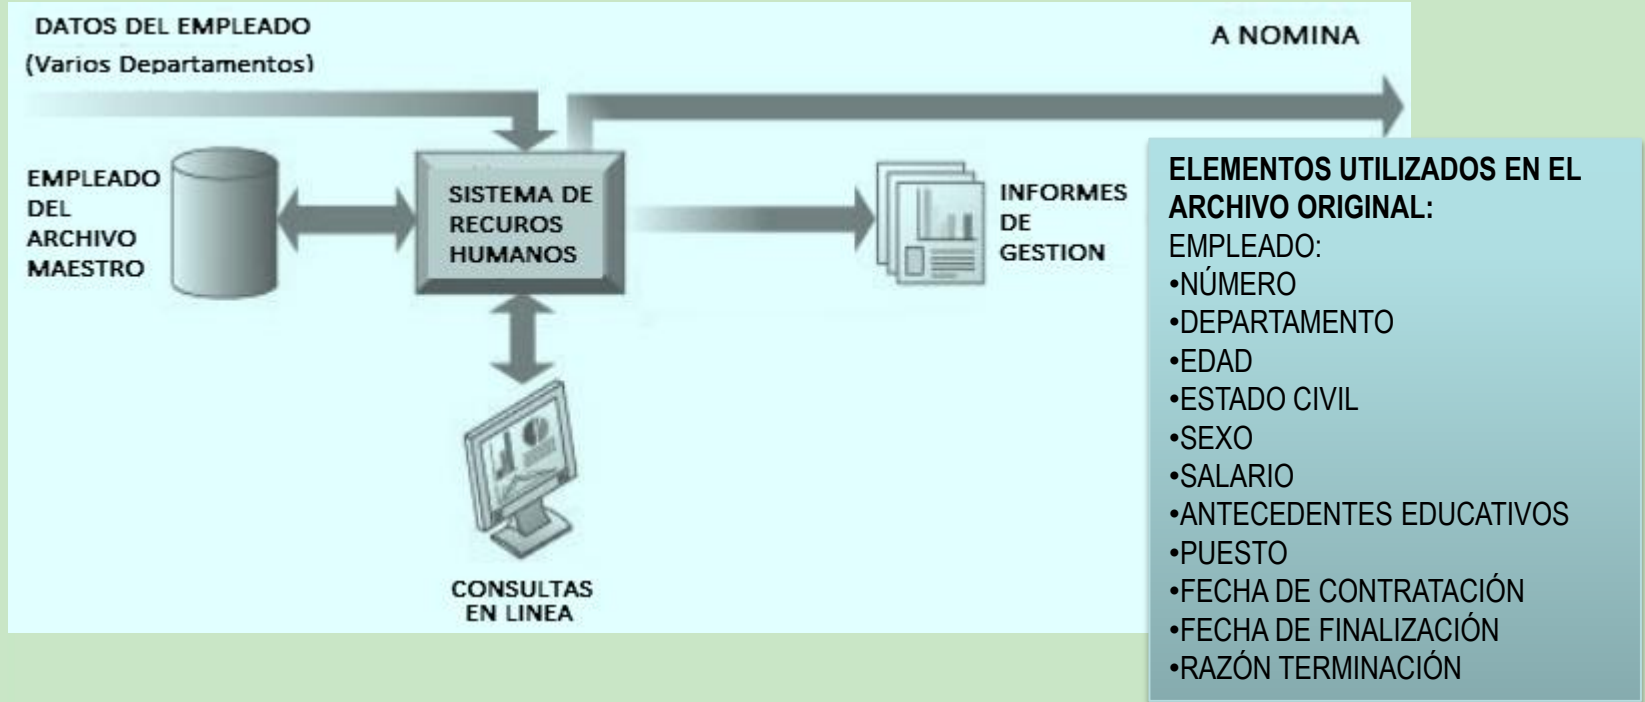 DATOS DEL EMPLEADO
(Varios Departamentos)
A NOMINA
EMPLEADO
DEL
ARCHIVO
MAESTRO
SISTEMA DE
RECUROS
HUMANOS
INFORMES
DE
GESTION
CONSULTAS
EN LINEA
ELEMENTOS UTILIZADOS EN EL
ARCHIVO ORIGINAL:
EMPLEADO:
•NÚMERO
•DEPARTAMENTO
•EDAD
•ESTADO CIVIL
•SEXO
•SALARIO
•ANTECEDENTES EDUCATIVOS
•PUESTO
•FECHA DE CONTRATACIÓN
•FECHA DE FINALIZACIÓN
•RAZÓN TERMINACIÓN